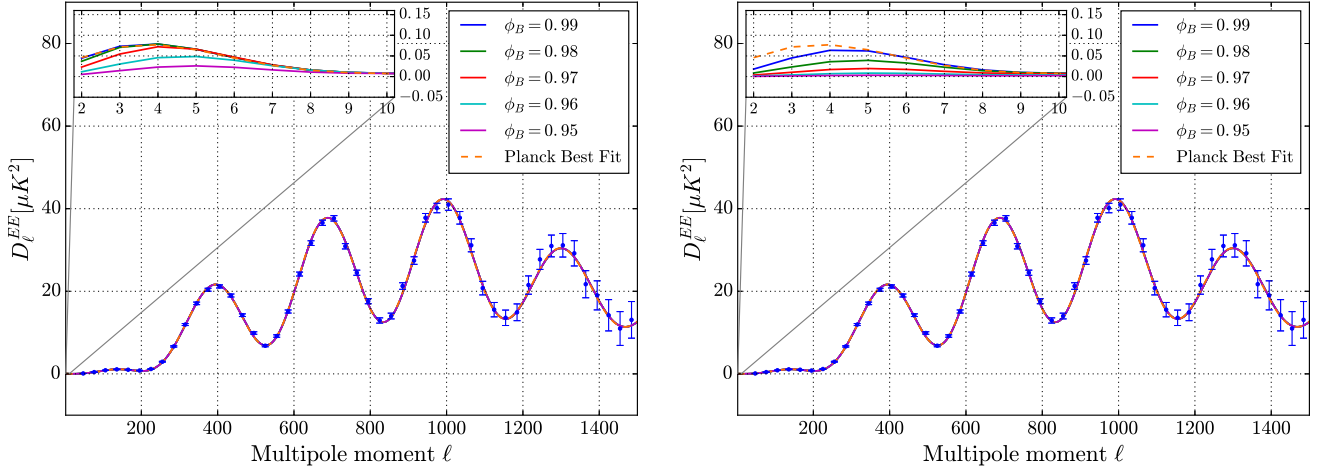 0.15
0.10
0.05
0.00
−0.05
2 3 4 5 6 7 8 9 10
ϕ_B = 0.99
ϕ_B = 0.98
ϕ_B = 0.97
ϕ_B = 0.96
ϕ_B = 0.95
Planck Best Fit
80
60
40
20
0
D_ℓ^{EE} [μK^2]
200 400 600 800 1000 1200 1400
Multipole moment ℓ
0.15
0.10
0.05
0.00
−0.05
2 3 4 5 6 7 8 9 10
ϕ_B = 0.99
ϕ_B = 0.98
ϕ_B = 0.97
ϕ_B = 0.96
ϕ_B = 0.95
Planck Best Fit
80
60
40
20
0
D_ℓ^{EE} [μK^2]
200 400 600 800 1000 1200 1400
Multipole moment ℓ